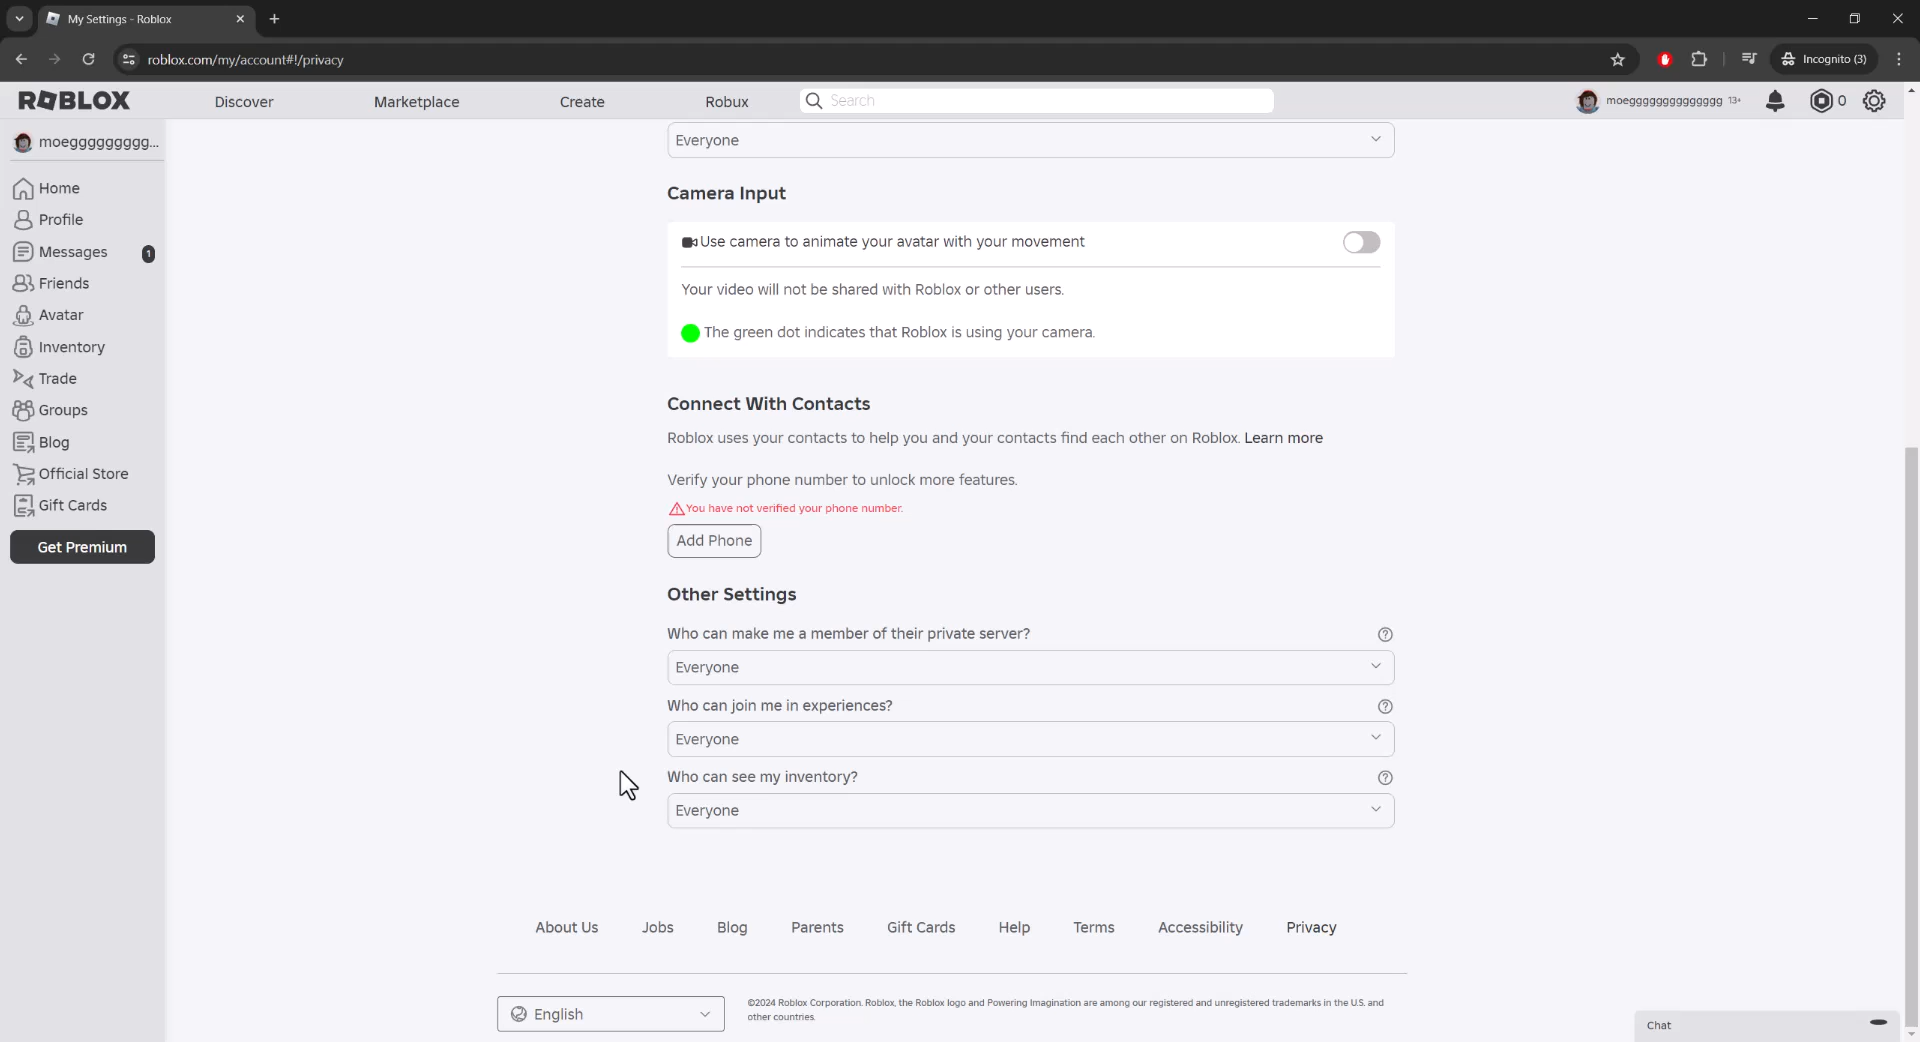 My Settings - Roblox
roblox.com/my/account#!/privacy
Incognito (3)
ROBLOX
Discover
Marketplace
Create
Robux
Search
moegggggggggggggg 13+
0
moeggggggggg...
Home
Profile
Messages
1
Friends
Avatar
Inventory
Trade
Groups
Blog
Official Store
Gift Cards
Get Premium
Everyone
Camera Input
Use camera to animate your avatar with your movement
Your video will not be shared with Roblox or other users.
The green dot indicates that Roblox is using your camera.
Connect With Contacts
Roblox uses your contacts to help you and your contacts find each other on Roblox. Learn more
Verify your phone number to unlock more features.
You have not verified your phone number.
Add Phone
Other Settings
Who can make me a member of their private server?
Everyone
Who can join me in experiences?
Everyone
Who can see my inventory?
Everyone
About Us
Jobs
Blog
Parents
Gift Cards
Help
Terms
Accessibility
Privacy
English
©2024 Roblox Corporation. Roblox, the Roblox logo and Powering Imagination are among our registered and unregistered trademarks in the U.S. and
other countries.
Chat